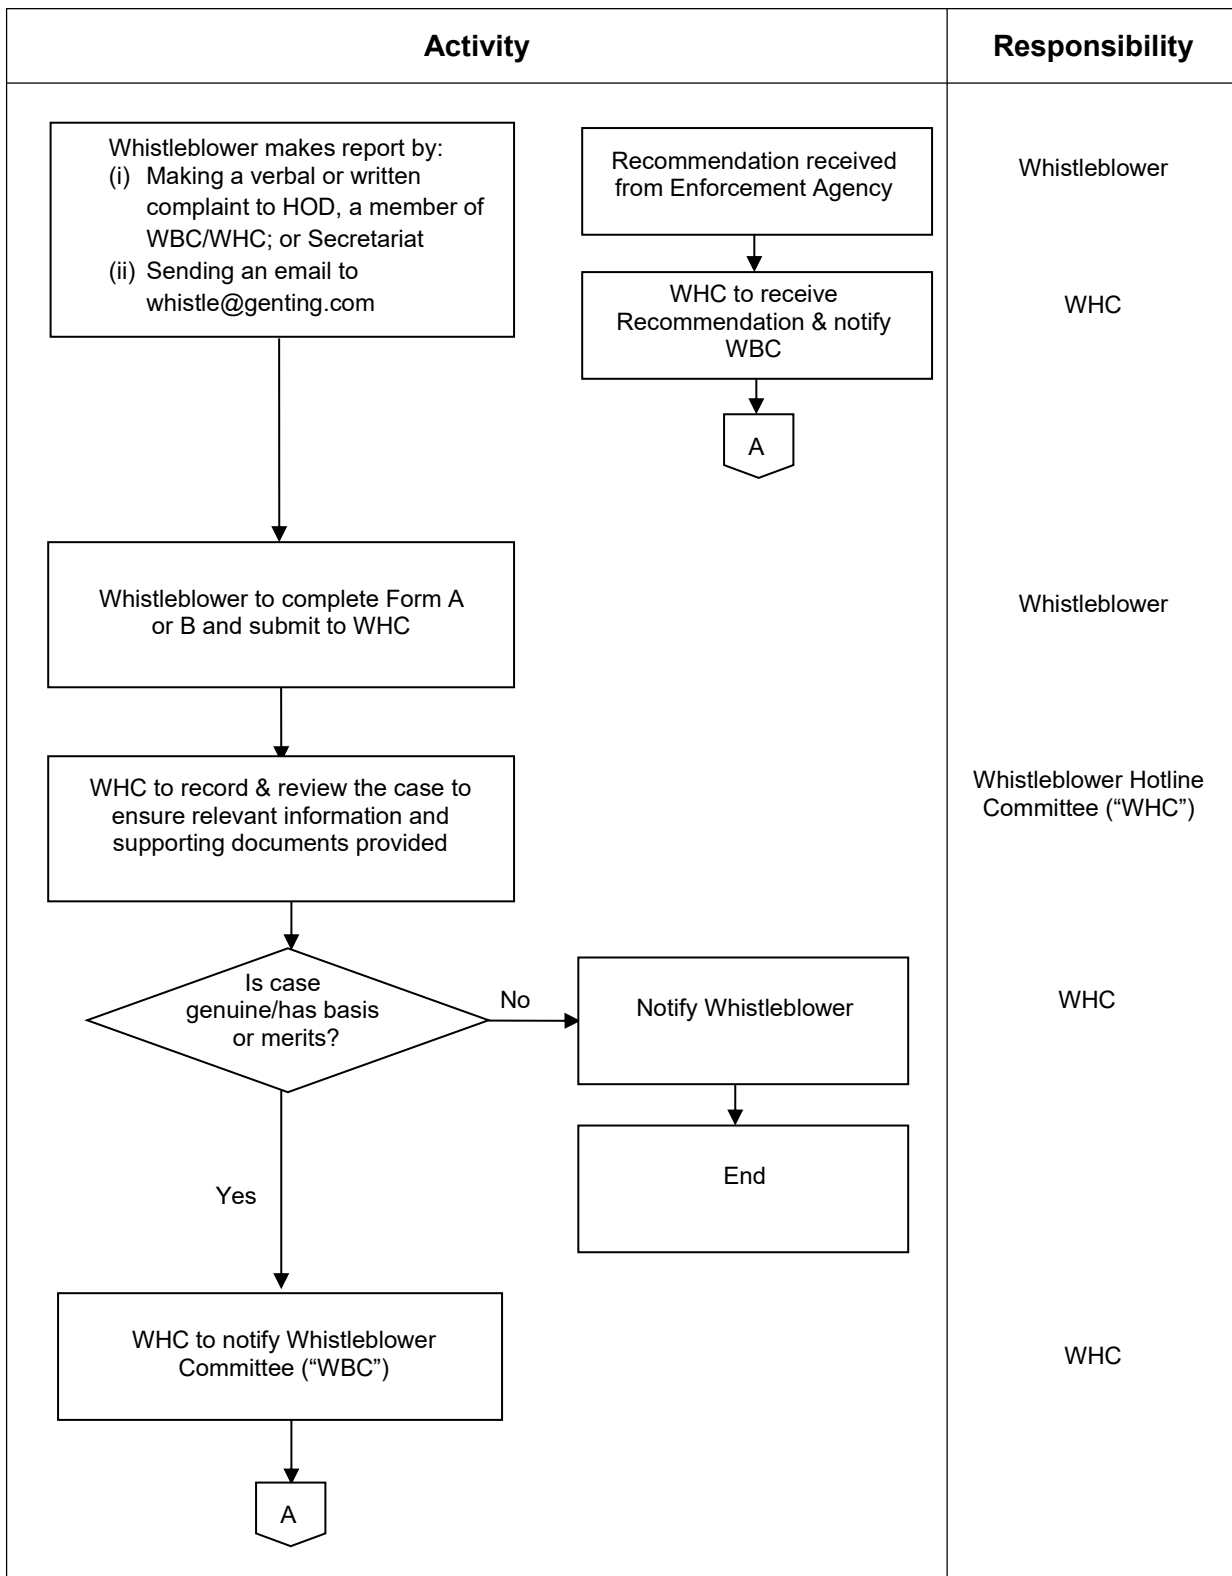 Activity
Responsibility
Whistleblower makes report by:
(i) Making a verbal or written
complaint to HOD, a member of
WBC/WHC; or Secretariat
(ii) Sending an email to
whistle@genting.com
Recommendation received
from Enforcement Agency
Whistleblower
WHC to receive
Recommendation & notify
WBC
WHC
A
Whistleblower to complete Form A
or B and submit to WHC
Whistleblower
WHC to record & review the case to
ensure relevant information and
supporting documents provided
Whistleblower Hotline
Committee (“WHC”)
Is case
genuine/has basis
or merits?
No
Notify Whistleblower
WHC
End
Yes
WHC to notify Whistleblower
Committee (“WBC”)
WHC
A